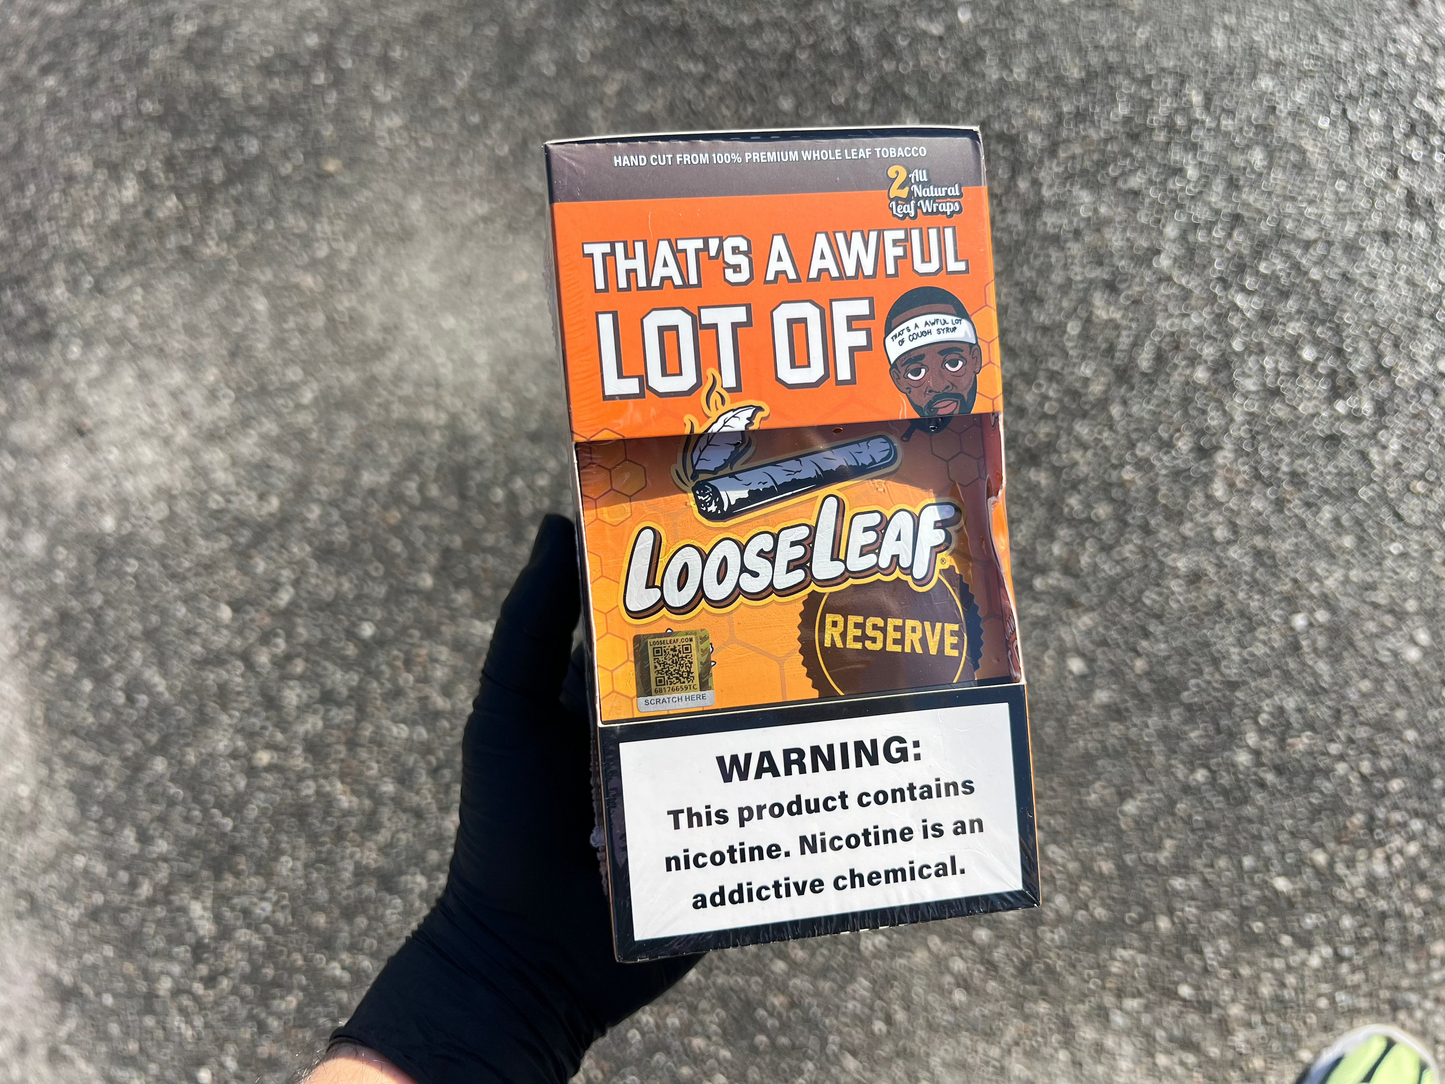 HAND CUT FROM 100% PREMIUM WHOLE LEAF TOBACCO
2 All
Natural
Leaf Wraps
THAT'S A AWFUL
LOT OF
THAT'S A AWFUL LOT
OF COUGH SYRUP
LOOSELEAF®
RESERVE
LOOSELEAF.COM
6B176659TC
SCRATCH HERE
WARNING:
This product contains
nicotine. Nicotine is an
addictive chemical.